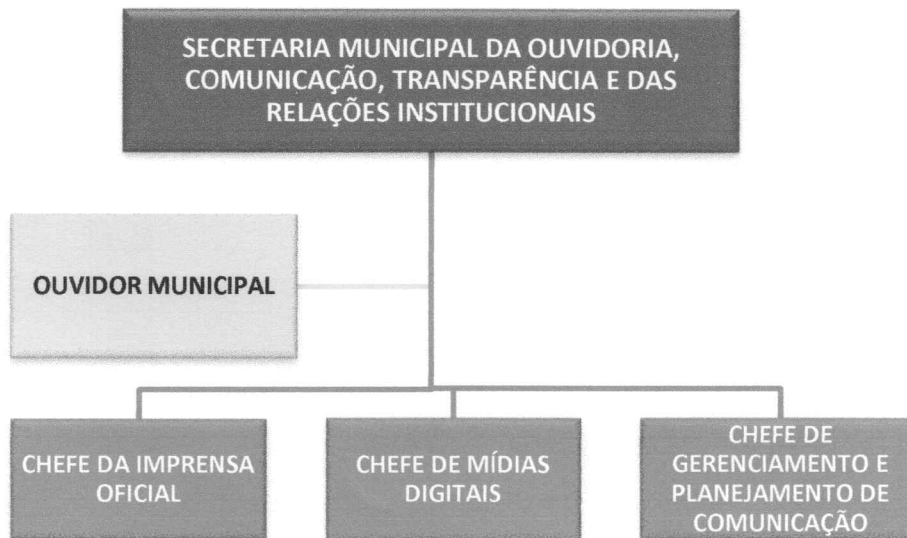 SECRETARIA MUNICIPAL DA OUVIDORIA,
COMUNICAÇÃO, TRANSPARÊNCIA E DAS
RELAÇÕES INSTITUCIONAIS
OUVIDOR MUNICIPAL
CHEFE DA IMPRENSA
OFICIAL
CHEFE DE MÍDIAS
DIGITAIS
CHEFE DE
GERENCIAMENTO E
PLANEJAMENTO DE
COMUNICAÇÃO